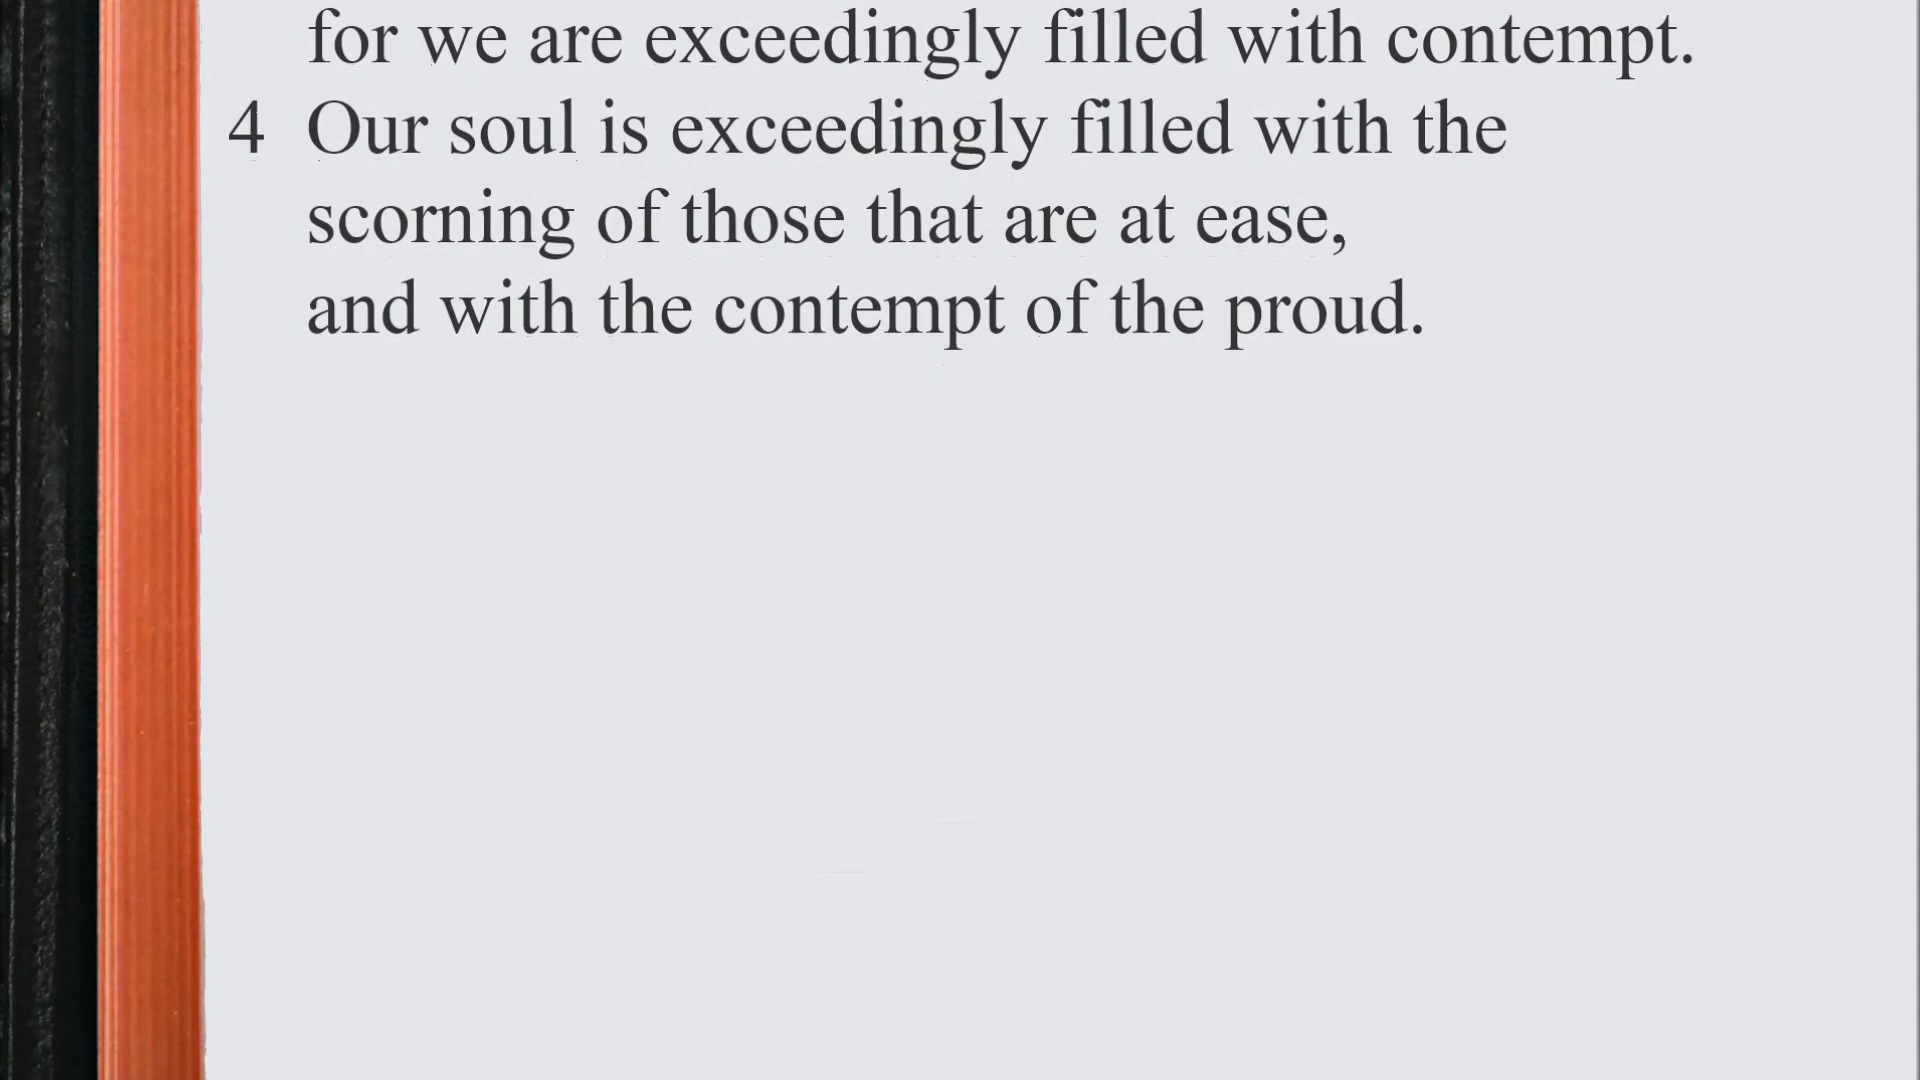 for we are exceedingly filled with contempt.
4 Our soul is exceedingly filled with the
scorning of those that are at ease,
and with the contempt of the proud.